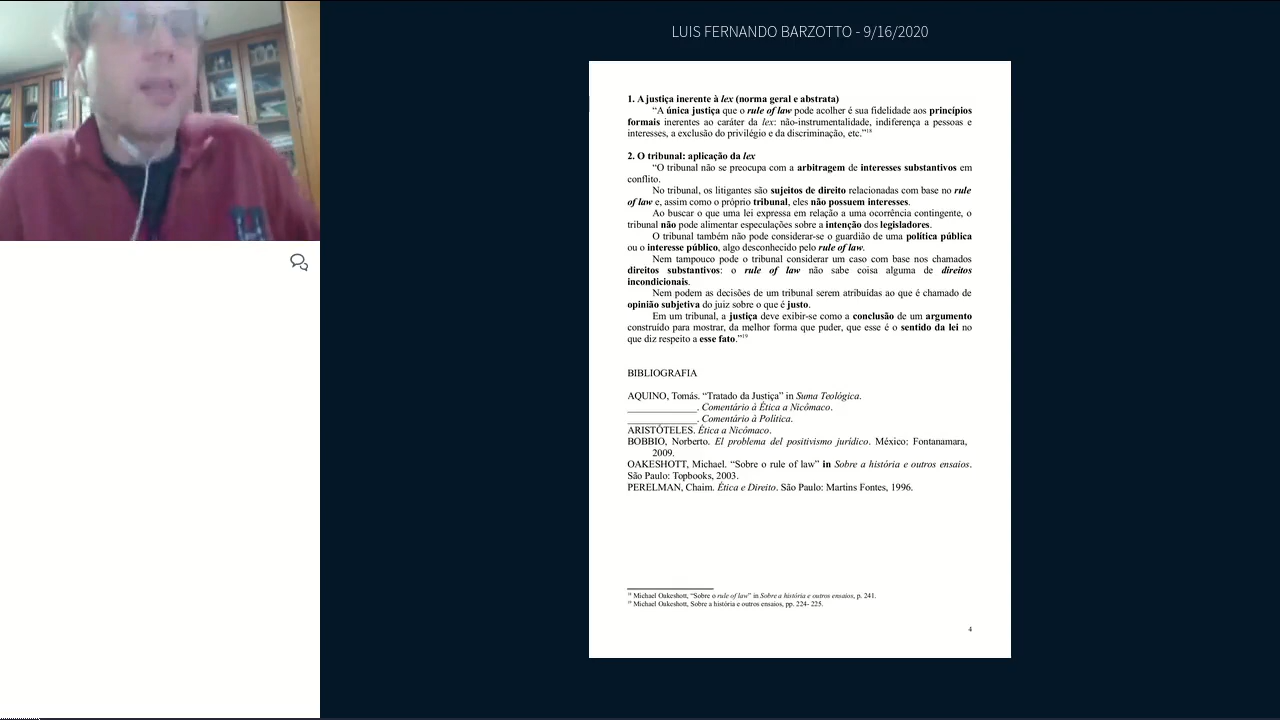 LUIS FERNANDO BARZOTTO - 9/16/2020
1. A justiça inerente à lex (norma geral e abstrata)
“A única justiça que o rule of law pode acolher é sua fidelidade aos princípios
formais inerentes ao caráter da lex: não-instrumentalidade, indiferença a pessoas e
interesses, a exclusão do privilégio e da discriminação, etc.”18
2. O tribunal: aplicação da lex
“O tribunal não se preocupa com a arbitragem de interesses substantivos em
conflito.
No tribunal, os litigantes são sujeitos de direito relacionadas com base no rule
of law e, assim como o próprio tribunal, eles não possuem interesses.
Ao buscar o que uma lei expressa em relação a uma ocorrência contingente, o
tribunal não pode alimentar especulações sobre a intenção dos legisladores.
O tribunal também não pode considerar-se o guardião de uma política pública
ou o interesse público, algo desconhecido pelo rule of law.
Nem tampouco pode o tribunal considerar um caso com base nos chamados
direitos substantivos: o rule of law não sabe coisa alguma de direitos
incondicionais.
Nem podem as decisões de um tribunal serem atribuídas ao que é chamado de
opinião subjetiva do juiz sobre o que é justo.
Em um tribunal, a justiça deve exibir-se como a conclusão de um argumento
construído para mostrar, da melhor forma que puder, que esse é o sentido da lei no
que diz respeito a esse fato.”19
BIBLIOGRAFIA
AQUINO, Tomás. “Tratado da Justiça” in Suma Teológica.
______________. Comentário à Ética a Nicômaco.
______________. Comentário à Política.
ARISTÓTELES. Ética a Nicômaco.
BOBBIO, Norberto. El problema del positivismo jurídico. México: Fontanamara,
2009.
OAKESHOTT, Michael. “Sobre o rule of law” in Sobre a história e outros ensaios.
São Paulo: Topbooks, 2003.
PERELMAN, Chaim. Ética e Direito. São Paulo: Martins Fontes, 1996.
18 Michael Oakeshott, “Sobre o rule of law” in Sobre a história e outros ensaios, p. 241.
19 Michael Oakeshott, Sobre a história e outros ensaios, pp. 224- 225.
4